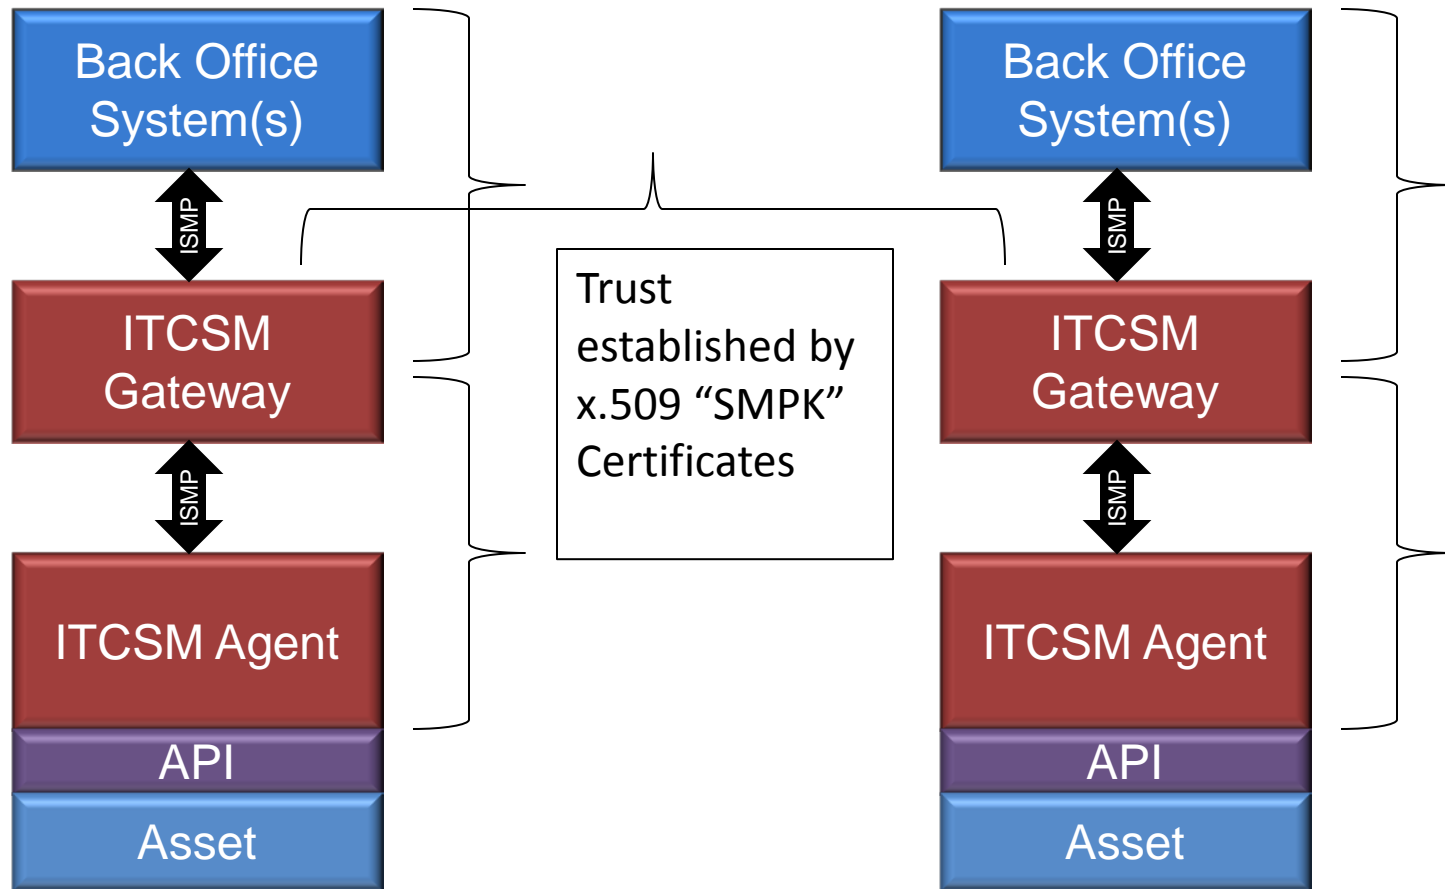 Back Office
System(s)
ISMP
ITCSM
Gateway
ISMP
ITCSM Agent
API
Asset
Trust
established by
x.509 “SMPK”
Certificates
Back Office
System(s)
ISMP
ITCSM
Gateway
ISMP
ITCSM Agent
API
Asset